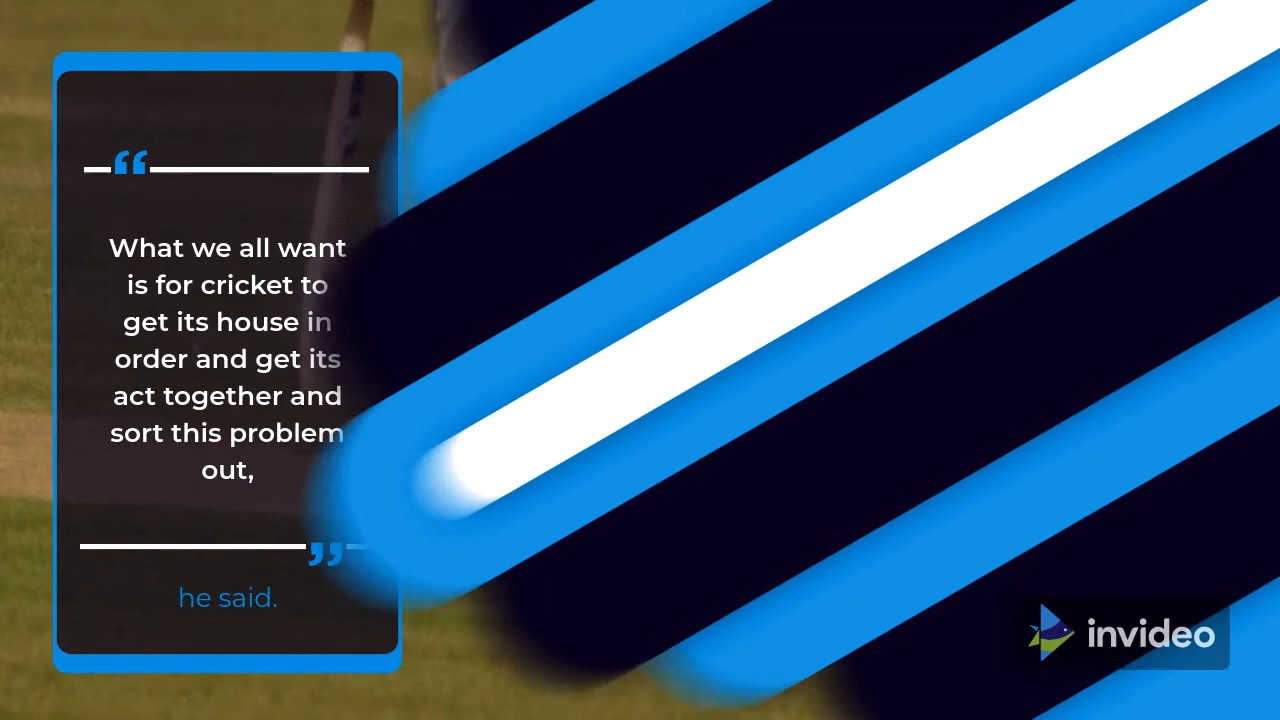 “
What we all want
is for cricket to
get its house in
order and get its
act together and
sort this problem
out,
”
he said.
invideo